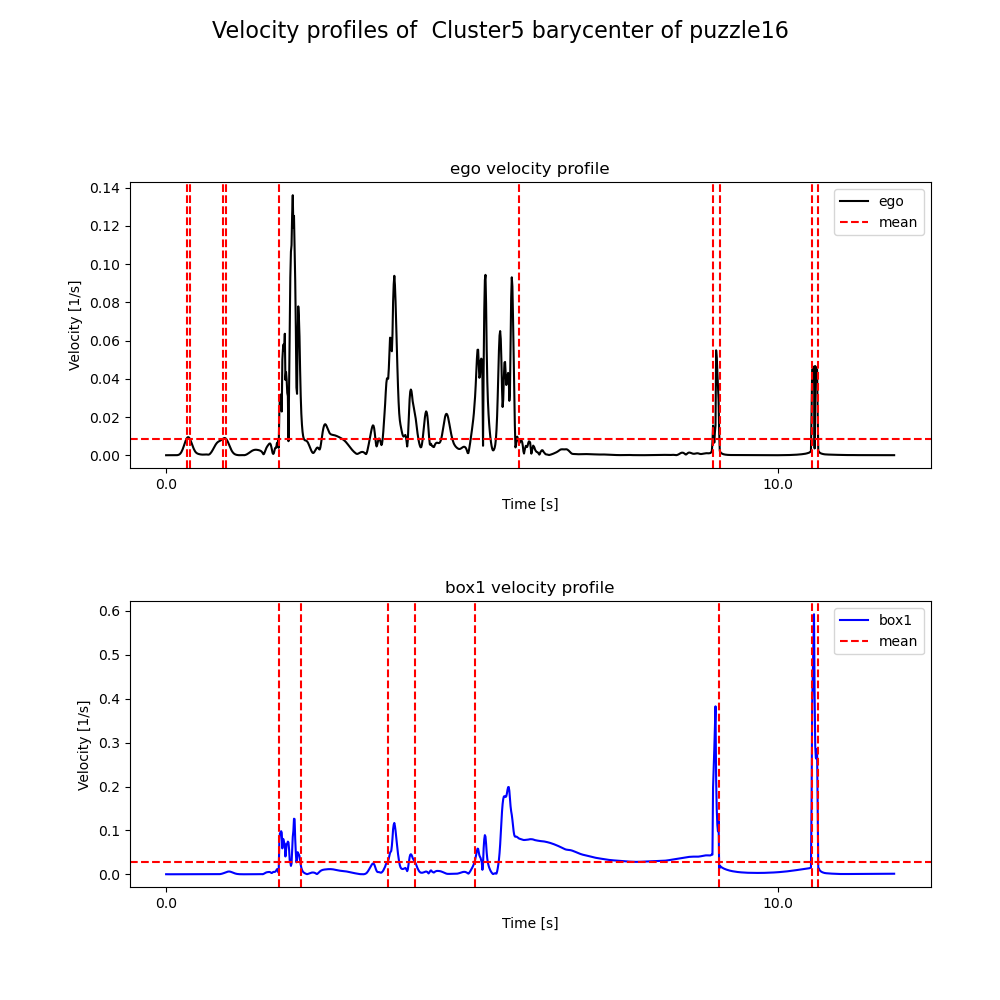 Velocity profiles of  Cluster5 barycenter of puzzle16
ego velocity profile
0.14
0.12
0.10
0.08
0.06
0.04
0.02
0.00
Velocity [1/s]
ego
mean
0.0
10.0
Time [s]
box1 velocity profile
0.6
0.5
0.4
0.3
0.2
0.1
0.0
Velocity [1/s]
box1
mean
0.0
10.0
Time [s]